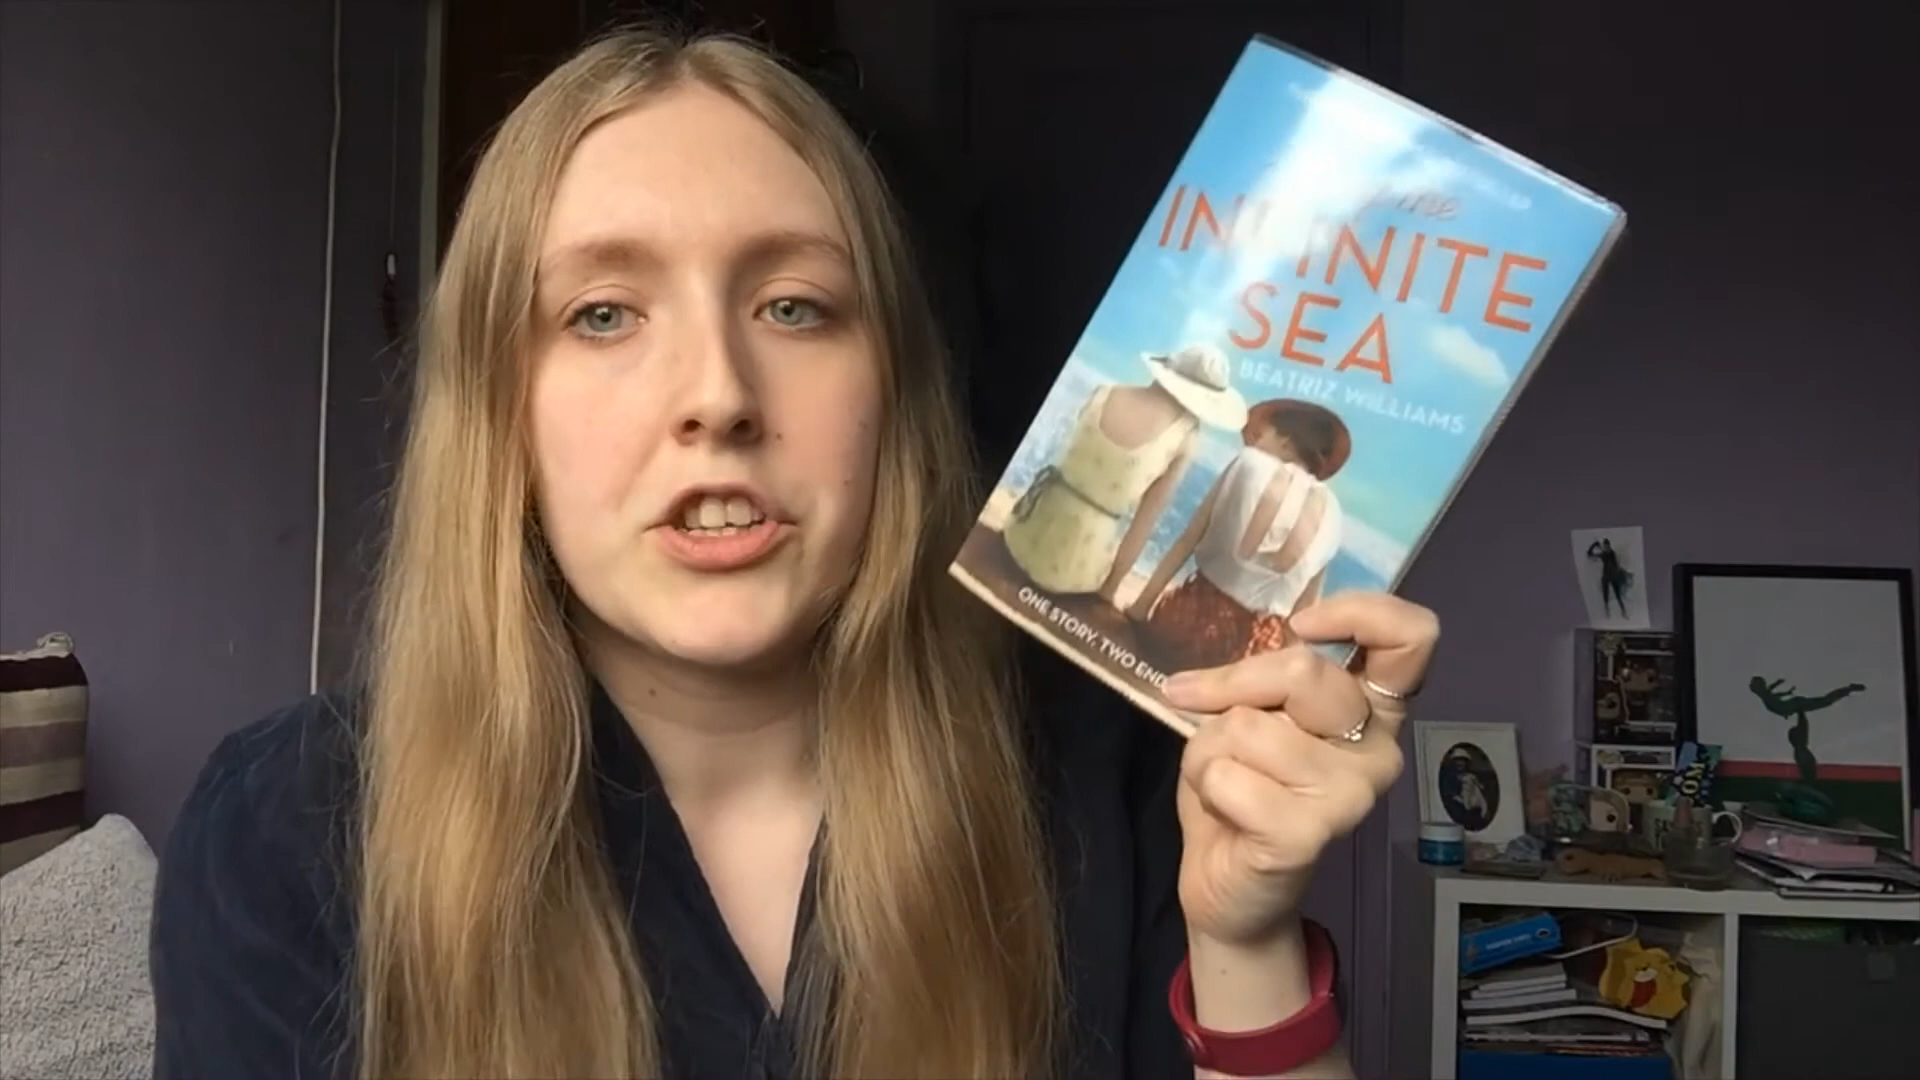 INFINITE
SEA
BEATRIZ WILLIAMS
ONE STORY, TWO END